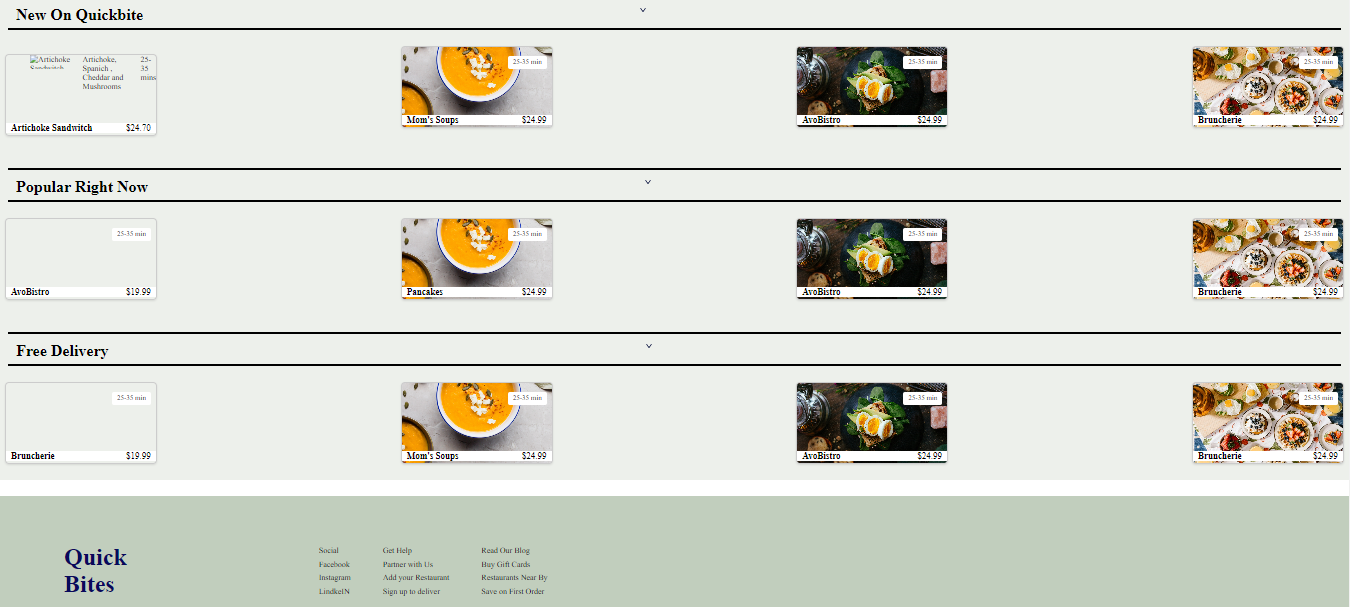 New On Quickbite
Artichoke
Sandwitch
Artichoke,
Spanich ,
Cheddar and
Mushrooms
25-
35
mins
Artichoke Sandwitch $24.70
25-35 min
Mom's Soups $24.99
25-35 min
AvoBistro $24.99
25-35 min
Bruncherie $24.99
Popular Right Now
25-35 min
AvoBistro $19.99
25-35 min
Pancakes $24.99
25-35 min
AvoBistro $24.99
25-35 min
Bruncherie $24.99
Free Delivery
25-35 min
Bruncherie $19.99
25-35 min
Mom's Soups $24.99
25-35 min
AvoBistro $24.99
25-35 min
Bruncherie $24.99
Quick
Bites
Social
Facebook
Instagram
LindkeIN
Get Help
Partner with Us
Add your Restaurant
Sign up to deliver
Read Our Blog
Buy Gift Cards
Restaurants Near By
Save on First Order